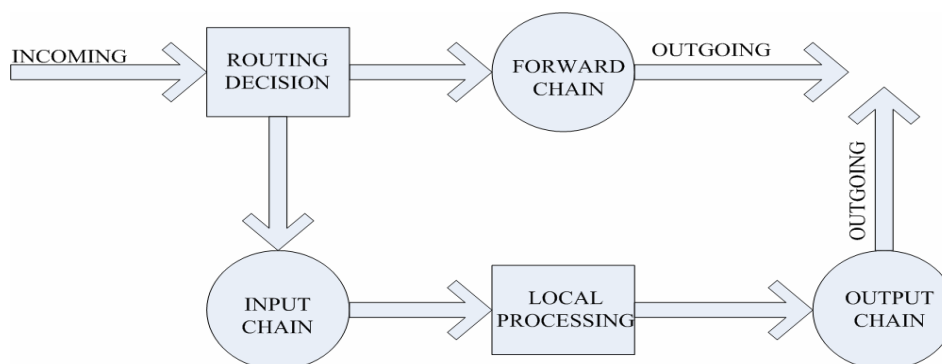 INCOMING
ROUTING
DECISION
FORWARD
CHAIN
OUTGOING
OUTGOING
INPUT
CHAIN
LOCAL
PROCESSING
OUTPUT
CHAIN